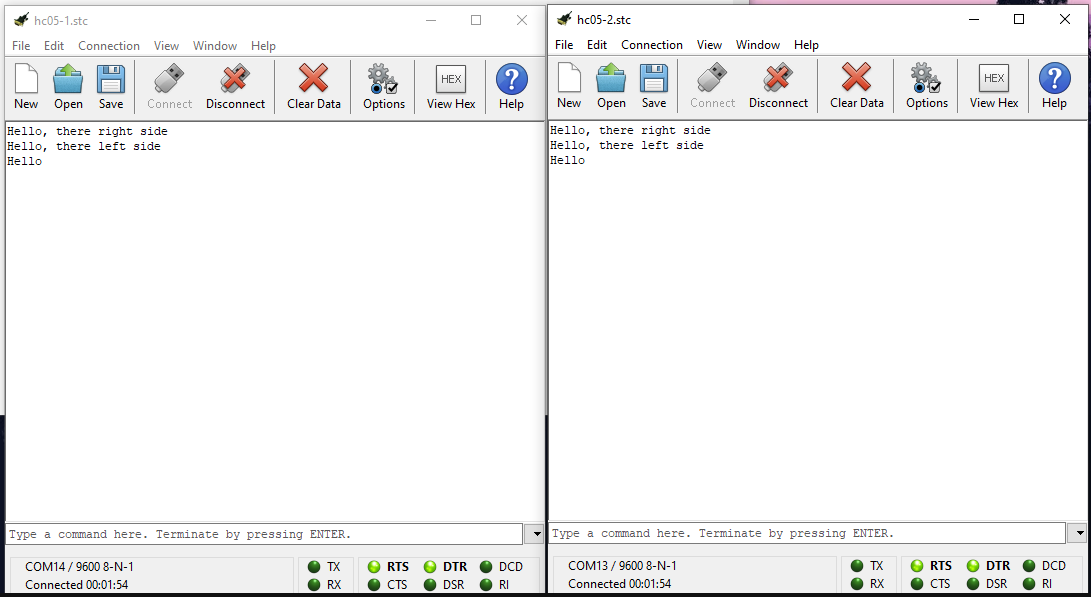 hc05-1.stc
File Edit Connection View Window Help
New Open Save Connect Disconnect Clear Data Options HEX View Hex ? Help
Hello, there right side
Hello, there left side
Hello
Type a command here. Terminate by pressing ENTER.
COM14 / 9600 8-N-1
Connected 00:01:54
TX RTS DTR DCD
RX CTS DSR RI
hc05-2.stc
File Edit Connection View Window Help
New Open Save Connect Disconnect Clear Data Options HEX View Hex ? Help
Hello, there right side
Hello, there left side
Hello
Type a command here. Terminate by pressing ENTER.
COM13 / 9600 8-N-1
Connected 00:01:54
TX RTS DTR DCD
RX CTS DSR RI